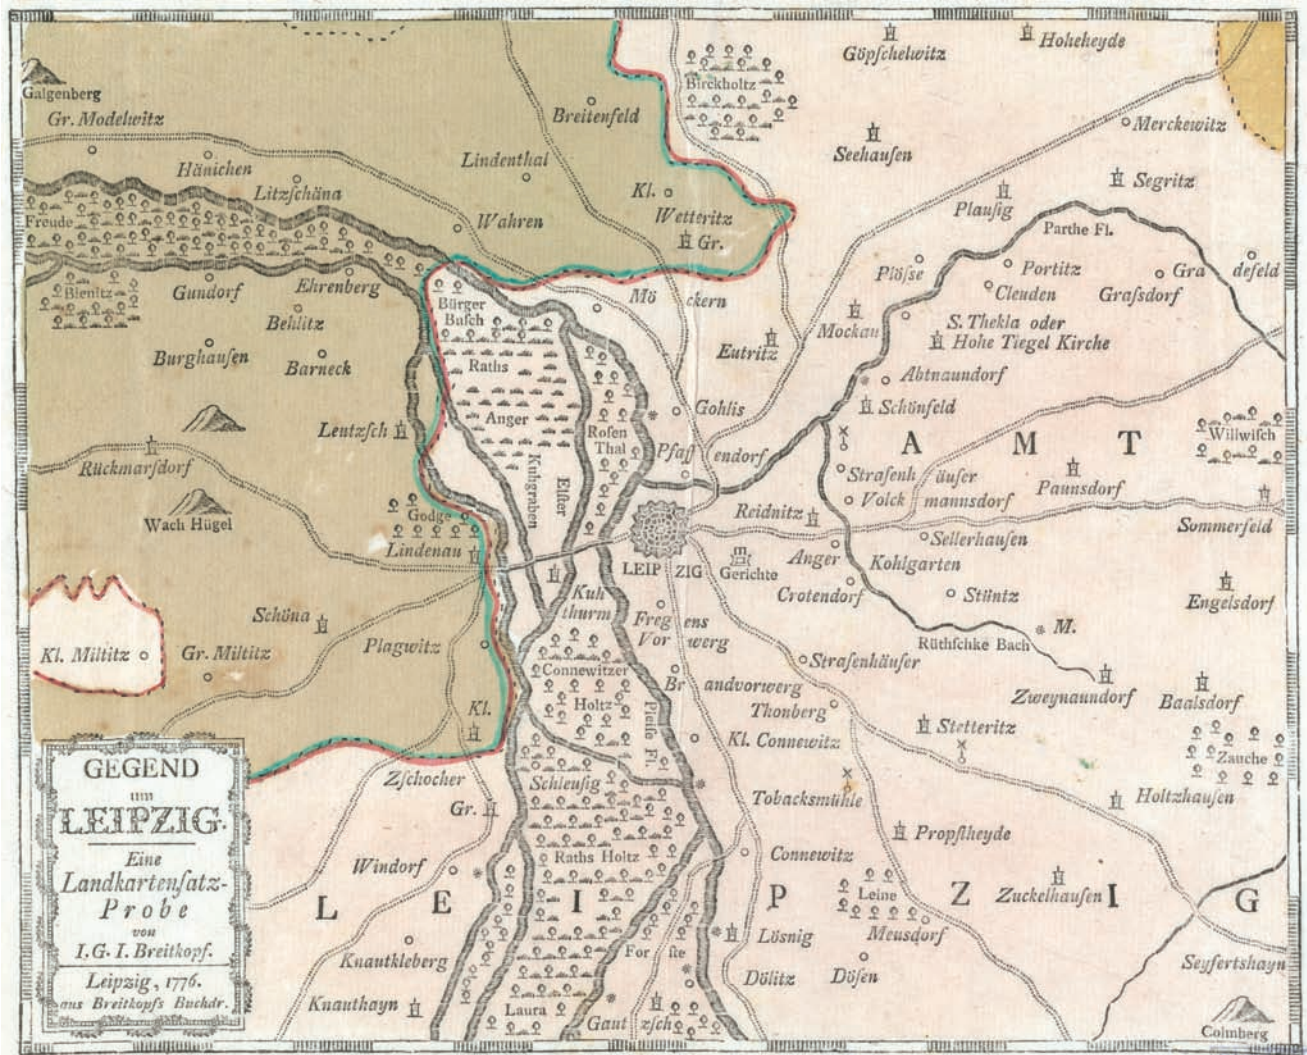 Göpſchelwitz
Hoheheyde
Birckholtz
Galgenberg
Gr. Modelwitz
Breitenfeld
Merckewitz
Seehauſen
Hänichen
Lindenthal
Litzſchäna
Kl.
Wetteritz
Gr.
Segritz
Plauſig
Freude
Wahren
Parthe Fl.
Bienitz
Gundorf
Ehrenberg
Mö ckern
Plöſse
Portitz
Cleuden
Gra deſeld
Graſsdorf
Bürger
Buſch
Behlitz
Mockau
S. Thekla oder
Hohe Tiegel Kirche
Eutritz
Burghauſen
Barneck
Raths
Anger
Abtnaundorf
Gohlis
Schönfeld
Leutzſch
Roſen
Thal
Pfaff endorf
A M T
Willwiſch
Rückmarſdorf
Kuhgraben
Elſter
Straſenh äuſer
Volck mannsdorf
Paunsdorf
Wach Hügel
Godge
Reidnitz
Sommerfeld
Lindenau
LEIP ZIG
Gerichte
Anger
Sellerhauſen
Kohlgarten
Crotendorf
Stüntz
Engelsdorf
Kuh
thurm
Freg ens
Vor werg
Schöna
Plagwitz
Rüthſchke Bach
M.
Kl. Miltitz
Gr. Miltitz
Connewitzer
Holtz
Straſenhäuſer
Br andvorwerg
Zweynaundorf
Baalsdorf
Kl.
Pleiſe Fl.
Thonberg
Stetteritz
Kl. Connewitz
Zauche
Zſchocher
Gr.
Schleuſig
Tobacksmühle
Holtzhauſen
Propſtheyde
Raths Holtz
Connewitz
Windorf
Leine
Zuckelhauſen
L E I P Z I G
Meusdorf
Lösnig
Knautkleberg
For ſte
Dölitz
Döſen
Seyfertshayn
Knauthayn
Laura
Gaut zſch
Colmberg
GEGEND
um
LEIPZIG.
Eine
Landkartenſatz-
Probe
von
I. G. I. Breitkopf.
Leipzig, 1776.
aus Breitkopfs Buchdr.